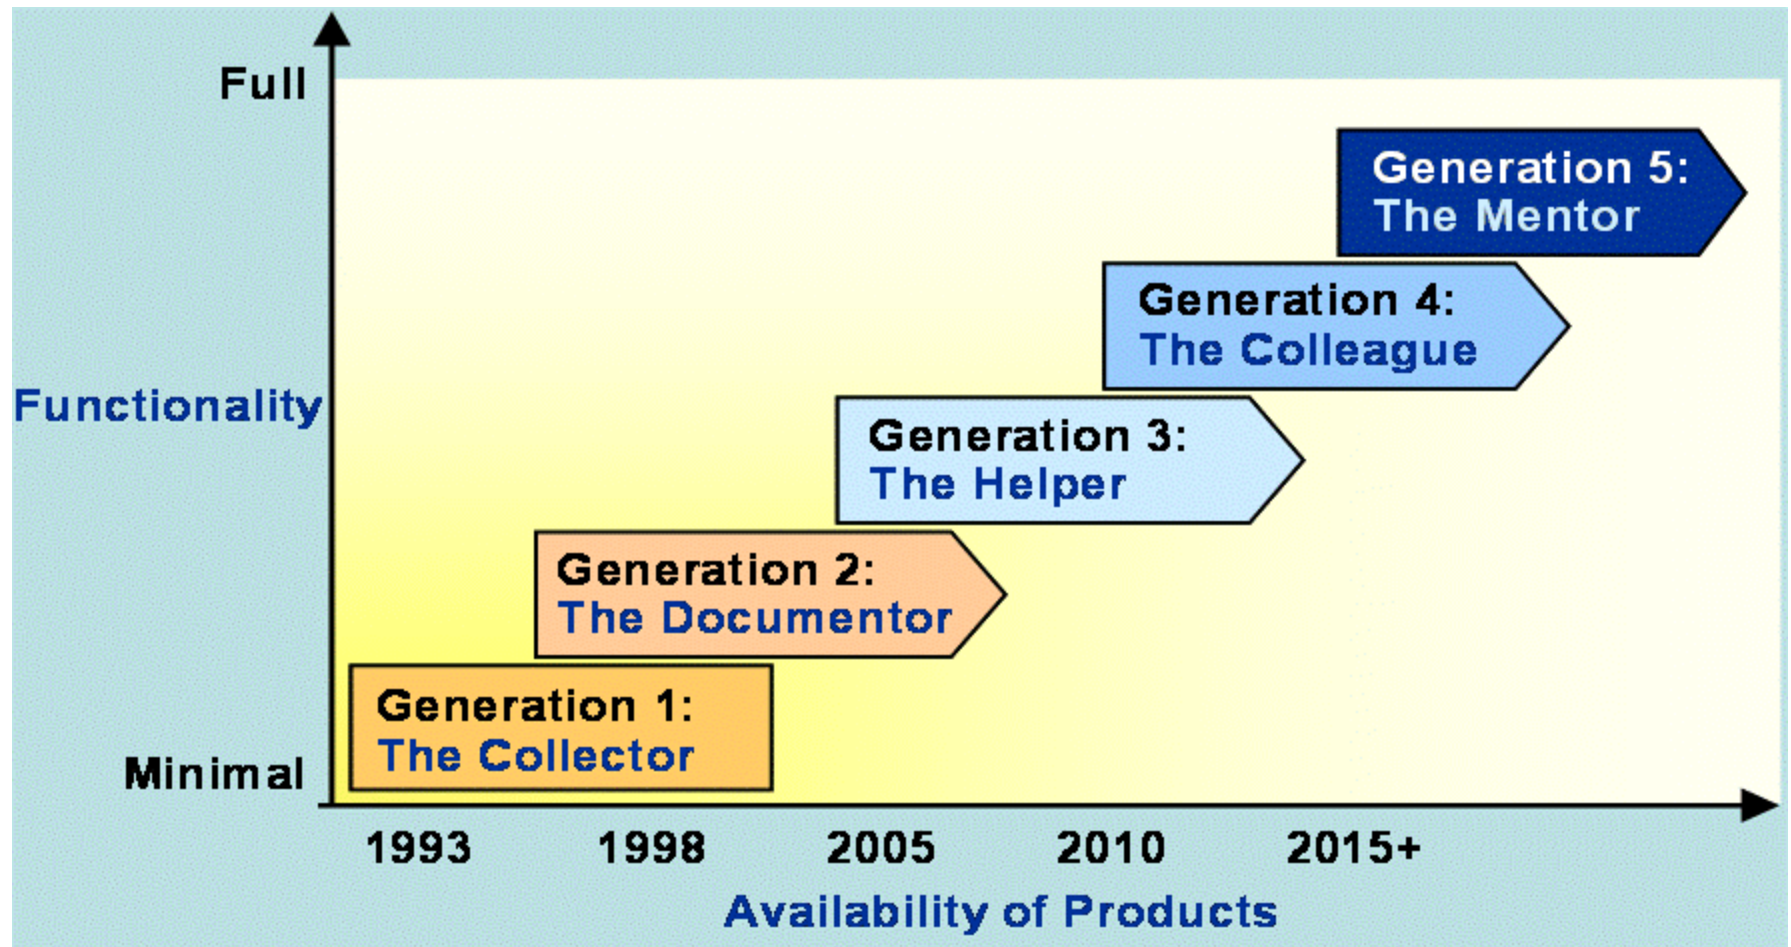 Full
Generation 5:
The Mentor
Generation 4:
The Colleague
Functionality
Generation 3:
The Helper
Generation 2:
The Documentor
Generation 1:
The Collector
Minimal
1993 1998 2005 2010 2015+
Availability of Products